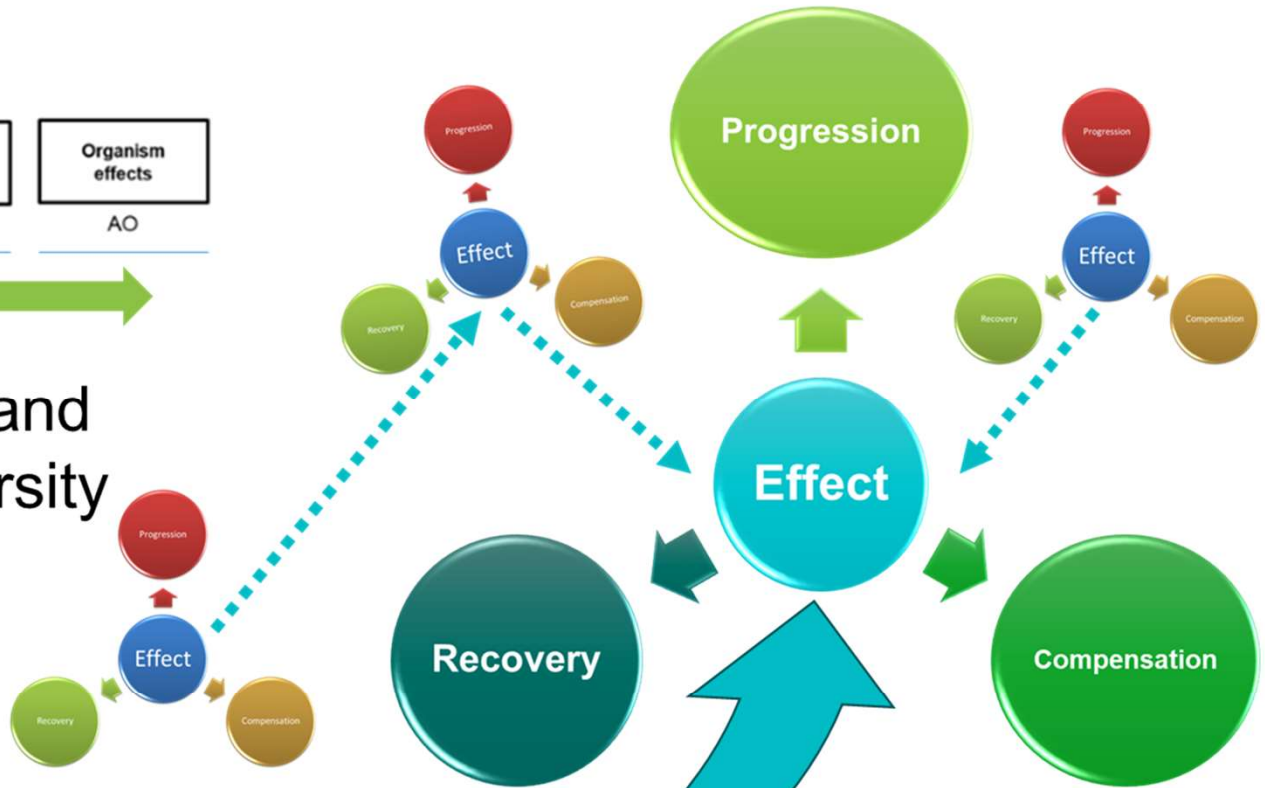 Organism
effects
AO
and
rsity
Progression
Effect
Recovery
Compensation
Progression
Effect
Recovery
Compensation
Progression
Effect
Recovery
Compensation
Progression
Effect
Recovery
Compensation